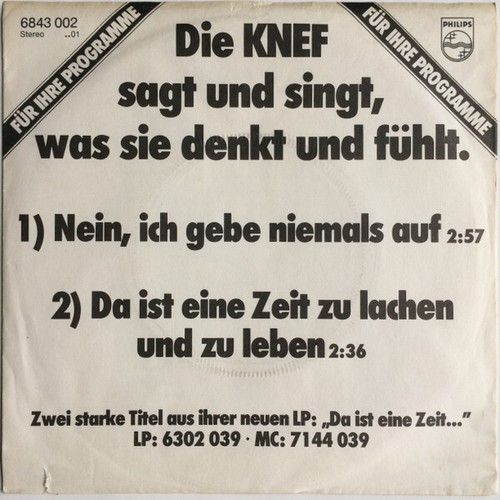 6843 002
Stereo ..01
FÜR IHRE PROGRAMME
FÜR IHRE PROGRAMME
PHILIPS
Die KNEF
sagt und singt,
was sie denkt und fühlt.
1) Nein, ich gebe niemals auf 2:57
2) Da ist eine Zeit zu lachen
und zu leben 2:36
Zwei starke Titel aus ihrer neuen LP: „Da ist eine Zeit...”
LP: 6302 039 · MC: 7144 039